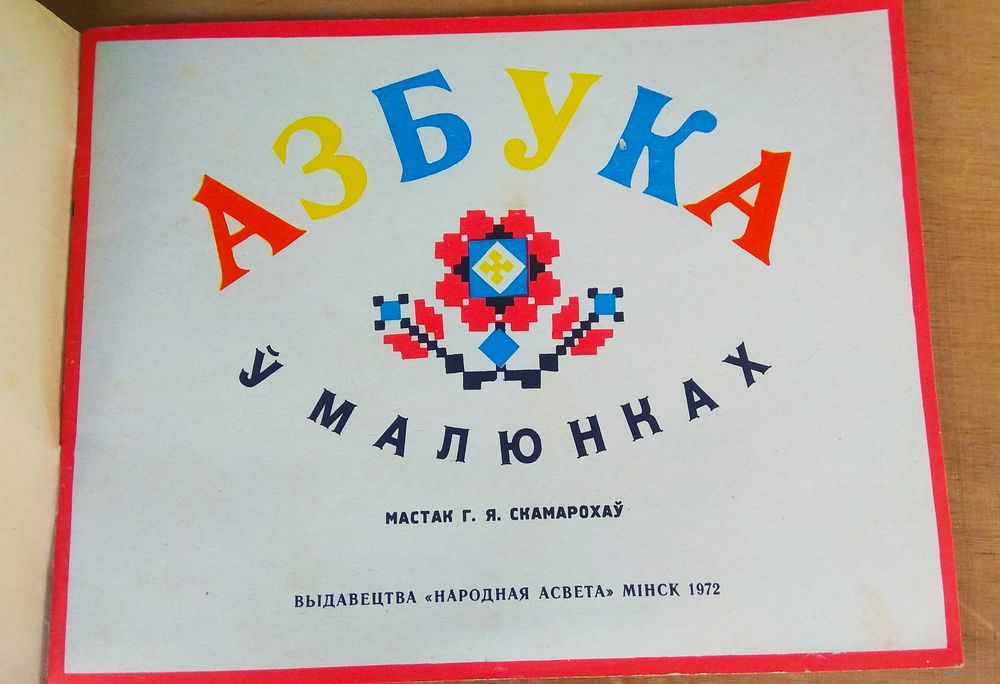 АЗБУКА
Ў МАЛЮНКАХ
МАСТАК Г. Я. СКАМАРОХАЎ
ВЫДАВЕЦТВА «НАРОДНАЯ АСВЕТА» МІНСК 1972